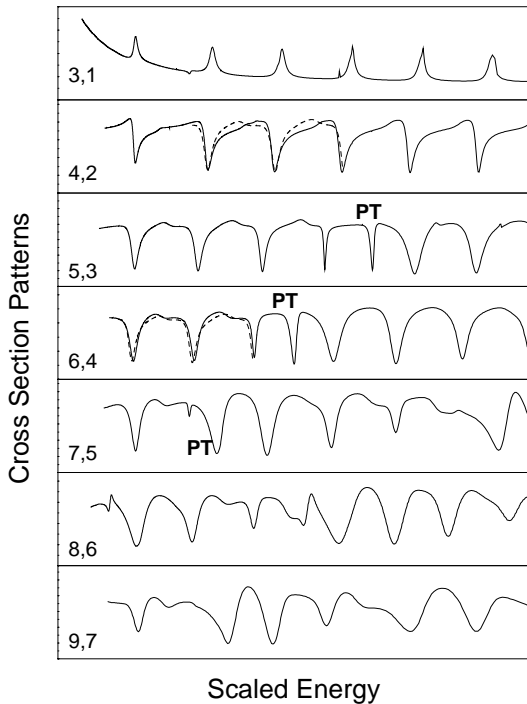 3,1
4,2
PT
5,3
PT
6,4
PT
7,5
8,6
9,7
Cross Section Patterns
Scaled Energy